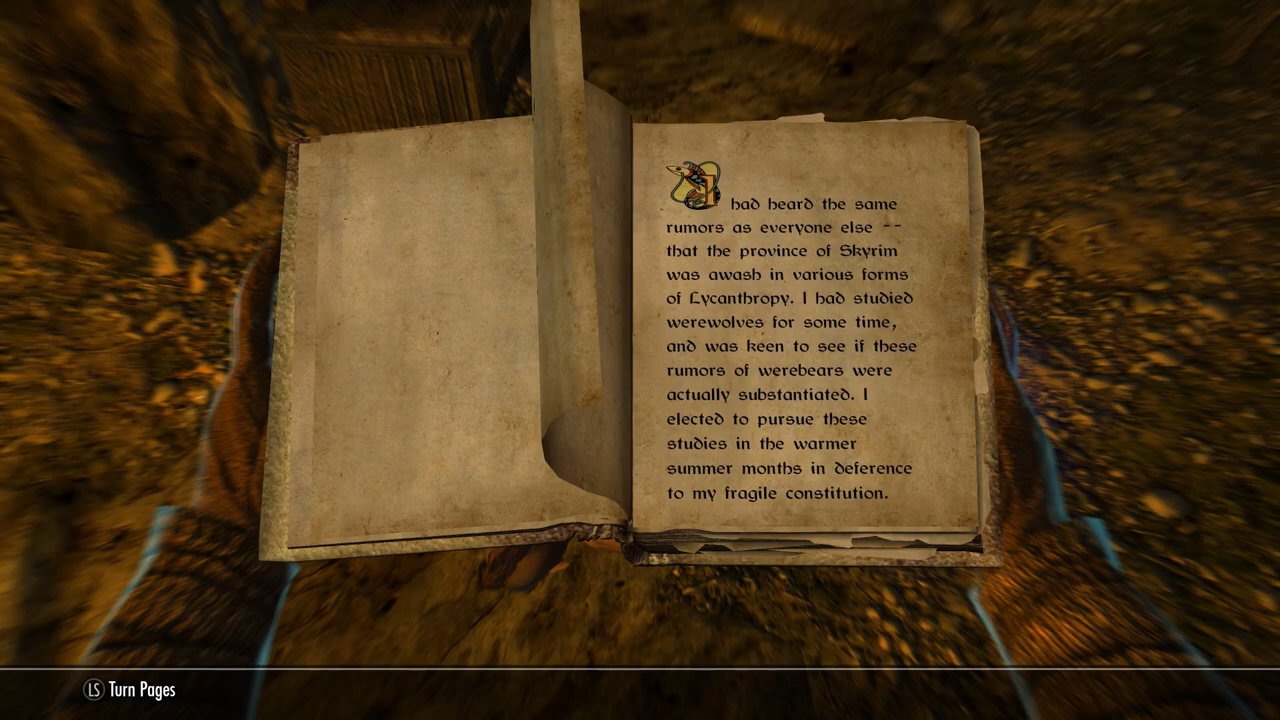 I had heard the same
rumors as everyone else --
that the province of Skyrim
was awash in various forms
of Lycanthropy. I had studied
werewolves for some time,
and was keen to see if these
rumors of werebears were
actually substantiated. I
elected to pursue these
studies in the warmer
summer months in deference
to my fragile constitution.
LS Turn Pages